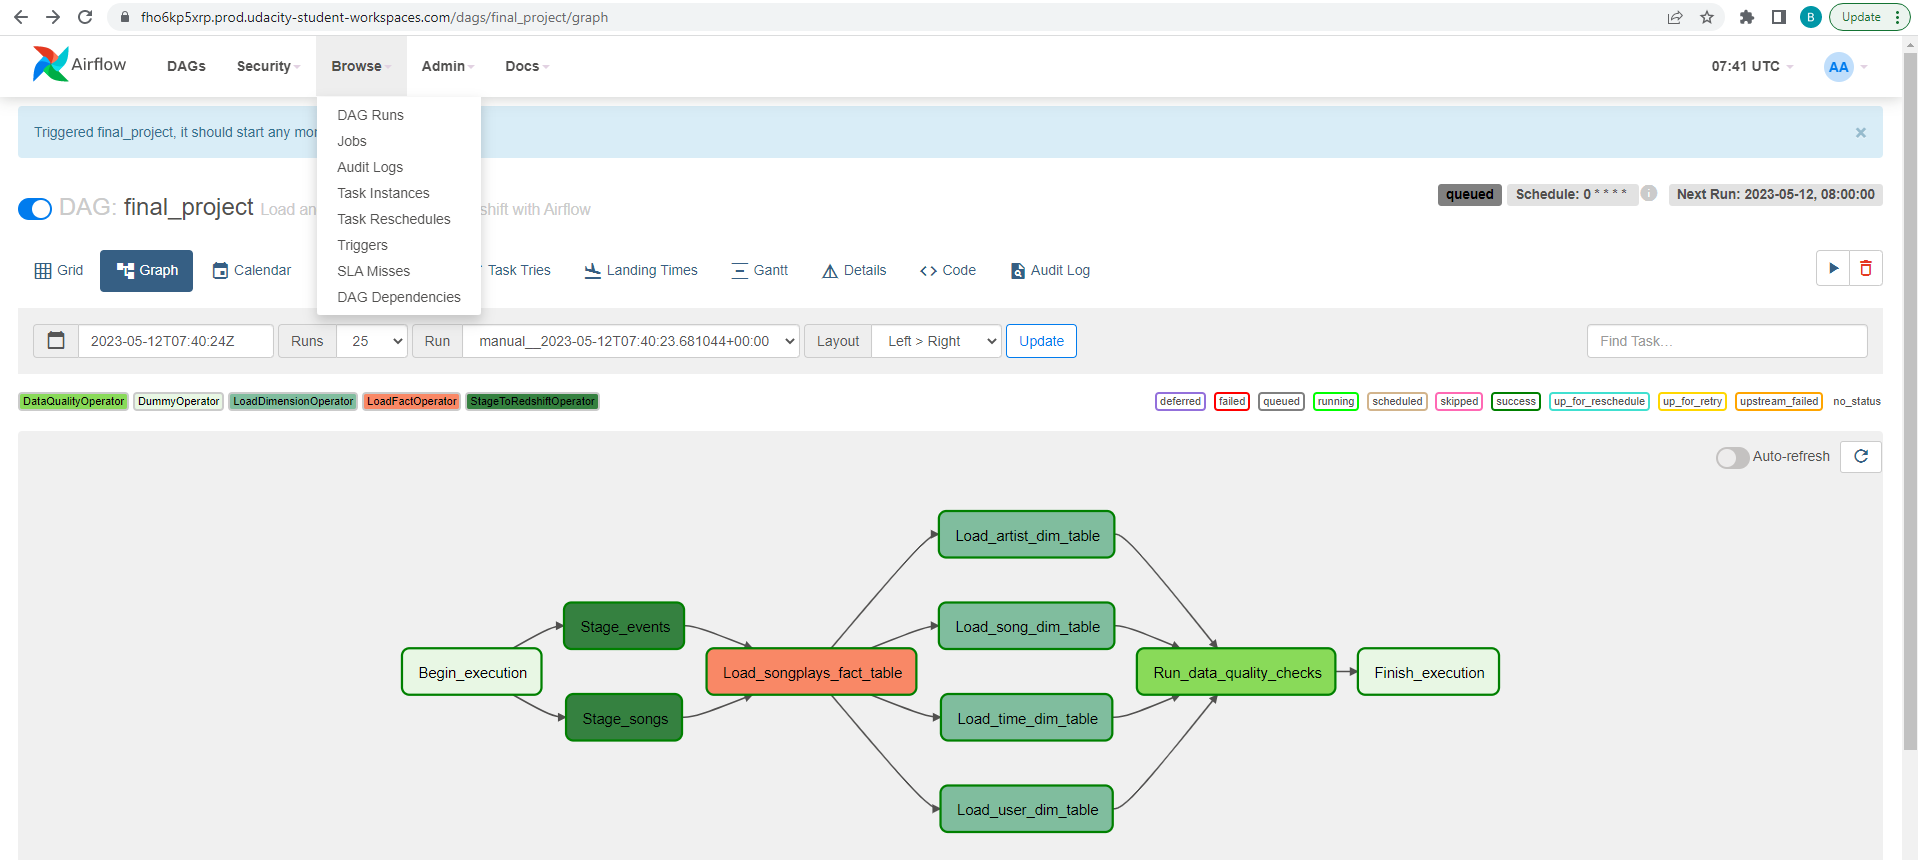 fho6kp5xrp.prod.udacity-student-workspaces.com/dags/final_project/graph
B
Update
Airflow
DAGs
Security
Browse
Admin
Docs
07:41 UTC
AA
DAG Runs
Jobs
Audit Logs
Task Instances
Task Reschedules
Triggers
SLA Misses
DAG Dependencies
Triggered final_project, it should start any
×
DAG: final_project Load an
shift with Airflow
queued
Schedule: 0 * * * *
i
Next Run: 2023-05-12, 08:00:00
Grid
Graph
Calendar
Task Tries
Landing Times
Gantt
Details
<> Code
Audit Log
2023-05-12T07:40:24Z
Runs
25
Run
manual__2023-05-12T07:40:23.681044+00:00
Layout
Left > Right
Update
Find Task…
DataQualityOperator
DummyOperator
LoadDimensionOperator
LoadFactOperator
StageToRedshiftOperator
deferred
failed
queued
running
scheduled
skipped
success
up_for_reschedule
up_for_retry
upstream_failed
no_status
Auto-refresh
Begin_execution
Stage_events
Stage_songs
Load_songplays_fact_table
Load_artist_dim_table
Load_song_dim_table
Load_time_dim_table
Load_user_dim_table
Run_data_quality_checks
Finish_execution